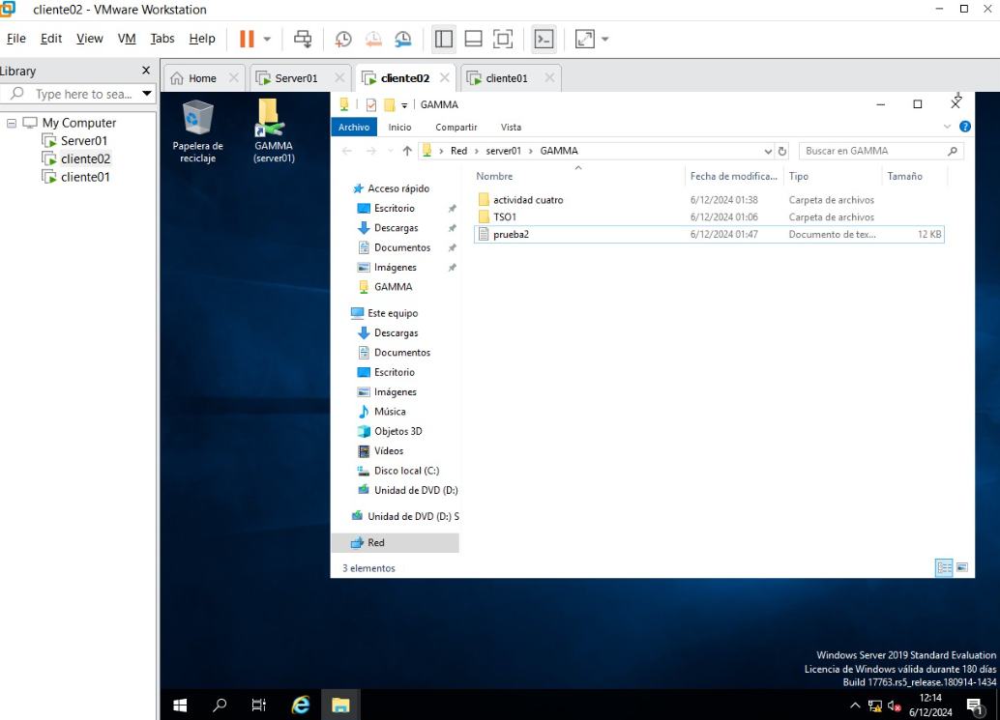 cliente02 - VMware Workstation
File Edit View VM Tabs Help
Library
Type here to sea...
My Computer
Server01
cliente02
cliente01
Home
Server01
cliente02
cliente01
Papelera de
reciclaje
GAMMA
(server01)
GAMMA
Archivo Inicio Compartir Vista
Red > server01 > GAMMA
Buscar en GAMMA
Nombre Fecha de modifica... Tipo Tamaño
actividad cuatro 6/12/2024 01:38 Carpeta de archivos
TSO1 6/12/2024 01:06 Carpeta de archivos
prueba2 6/12/2024 01:47 Documento de tex... 12 KB
Acceso rápido
Escritorio
Descargas
Documentos
Imágenes
GAMMA
Este equipo
Descargas
Documentos
Escritorio
Imágenes
Música
Objetos 3D
Vídeos
Disco local (C:)
Unidad de DVD (D:)
Unidad de DVD (D:) S
Red
3 elementos
Windows Server 2019 Standard Evaluation
Licencia de Windows válida durante 180 días
Build 17763.rs5_release.180914-1434
12:14
6/12/2024
1